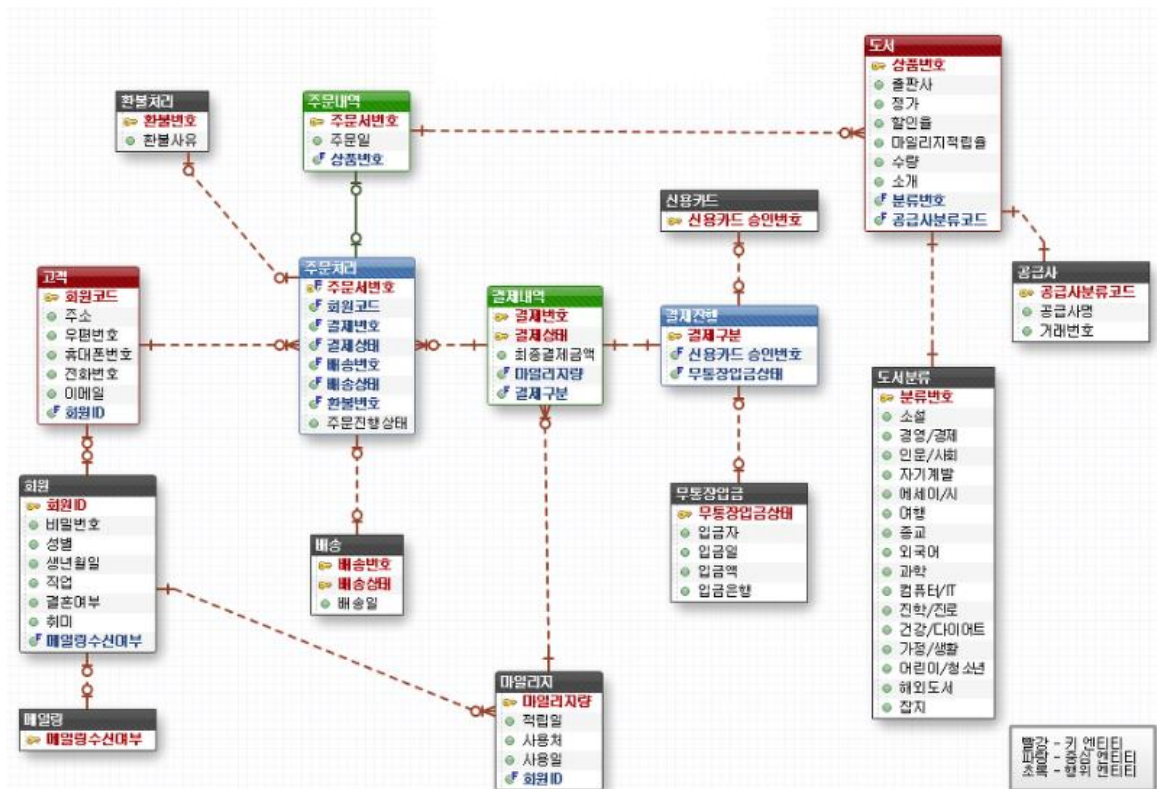 도서
상품번호
출판사
정가
할인율
마일리지적립율
수량
소개
분류번호
공급사분류코드
환불처리
환불번호
환불사유
주문내역
주문서번호
주문일
상품번호
신용카드
신용카드 승인번호
고객
회원코드
주소
우편번호
휴대폰번호
전화번호
이메일
회원ID
주문처리
주문서번호
회원코드
결제번호
결제상태
배송번호
배송상태
환불번호
주문진행상태
결제내역
결제번호
결제상태
최종결제금액
마일리지량
결제구분
결제진행
결제구분
신용카드 승인번호
무통장입금상태
공급사
공급사분류코드
공급사명
거래번호
도서분류
분류번호
소설
경영/경제
인문/사회
자기계발
에세이/시
여행
종교
외국어
과학
컴퓨터/IT
진학/진로
건강/다이어트
가정/생활
어린이/청소년
해외도서
잡지
회원
회원ID
비밀번호
성별
생년월일
직업
결혼여부
취미
메일링수신여부
무통장입금
무통장입금상태
입금자
입금일
입금액
입금은행
배송
배송번호
배송상태
배송일
마일리지
마일리지량
적립일
사용처
사용일
회원ID
메일링
메일링수신여부
빨강 - 키 엔티티
파랑 - 중심 엔티티
초록 - 행위 엔티티